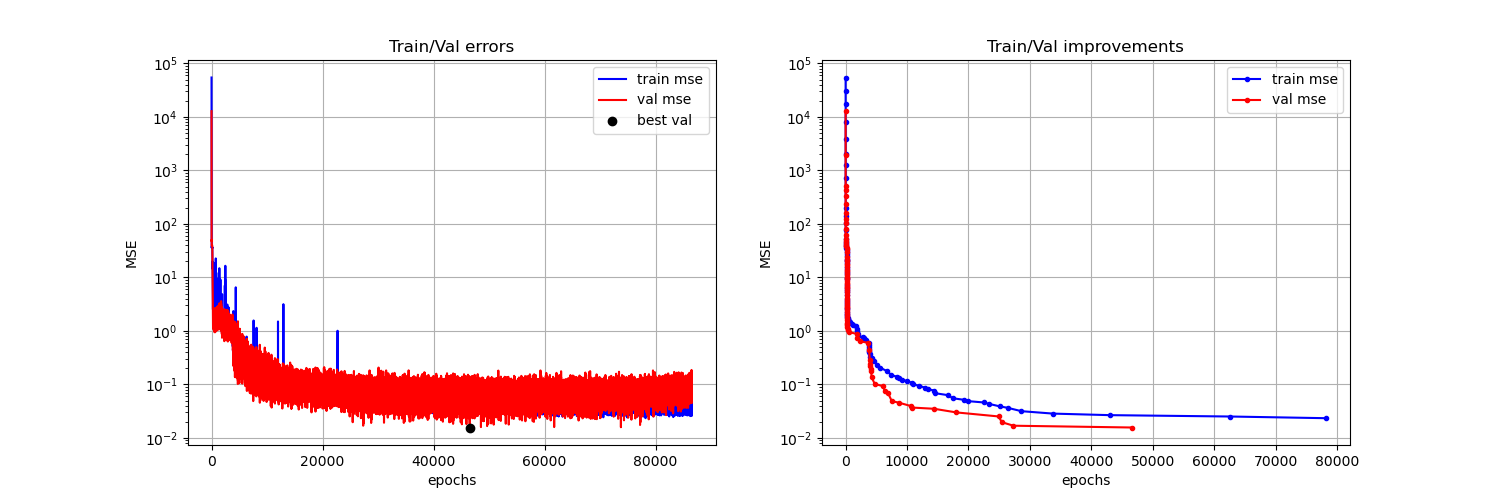 Train/Val errors
10^5
10^4
10^3
10^2
10^1
10^0
10^-1
10^-2
MSE
train mse
val mse
best val
0
20000
40000
60000
80000
epochs
Train/Val improvements
10^5
10^4
10^3
10^2
10^1
10^0
10^-1
10^-2
MSE
train mse
val mse
0
10000
20000
30000
40000
50000
60000
70000
80000
epochs